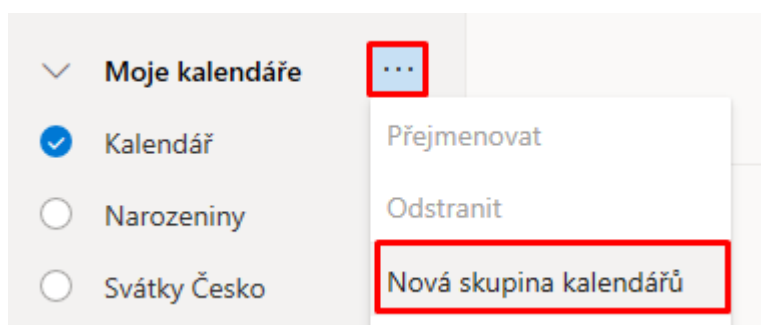 Moje kalendáře ...
Kalendář
Přejmenovat
Narozeniny
Odstranit
Svátky Česko
Nová skupina kalendářů